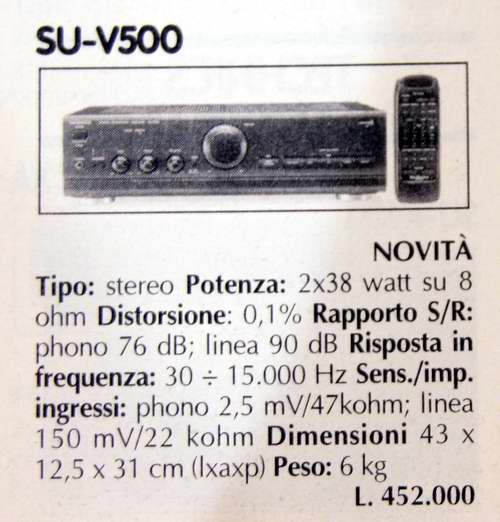 SU-V500
NOVITÀ
Tipo: stereo Potenza: 2x38 watt su 8
ohm Distorsione: 0,1% Rapporto S/R:
phono 76 dB; linea 90 dB Risposta in
frequenza: 30 ÷ 15.000 Hz Sens./imp.
ingressi: phono 2,5 mV/47kohm; linea
150 mV/22 kohm Dimensioni 43 x
12,5 x 31 cm (lxaxp) Peso: 6 kg
L. 452.000